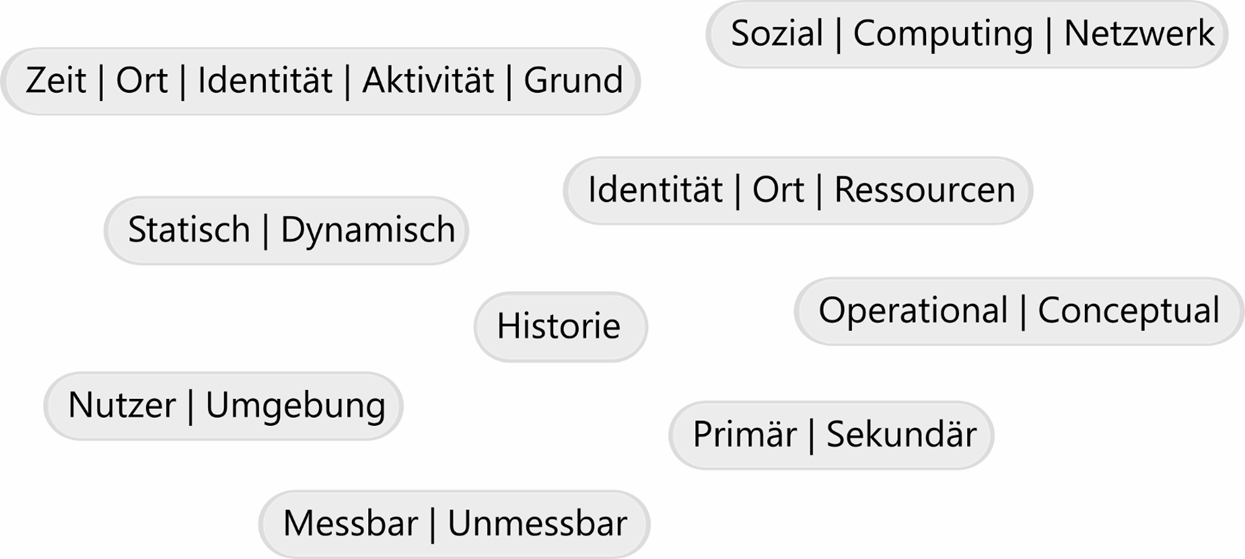 Sozial | Computing | Netzwerk
Zeit | Ort | Identität | Aktivität | Grund
Identität | Ort | Ressourcen
Statisch | Dynamisch
Operational | Conceptual
Historie
Nutzer | Umgebung
Primär | Sekundär
Messbar | Unmessbar